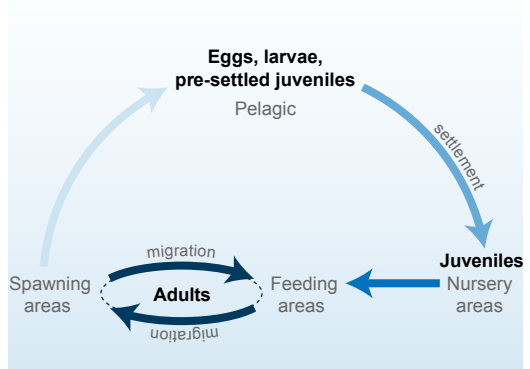 Eggs, larvae,
pre-settled juveniles
Pelagic
settlement
migration
Juveniles
Spawning
areas
Adults
Feeding
areas
Nursery
areas
migration